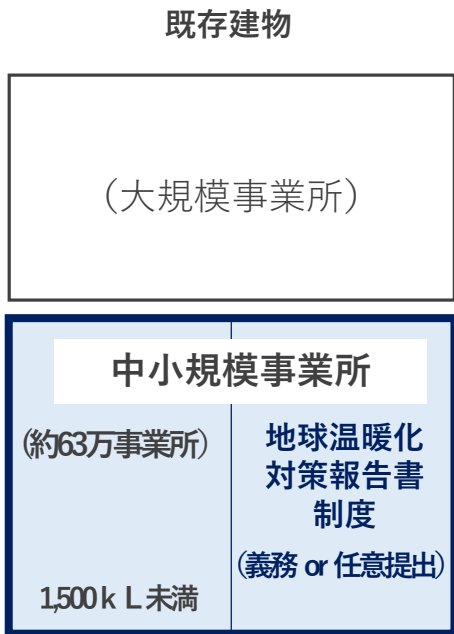 既存建物
（大規模事業所）
中小規模事業所
（約63万事業所）
1,500ｋＬ未満
地球温暖化
対策報告書
制度
（義務 or 任意提出）